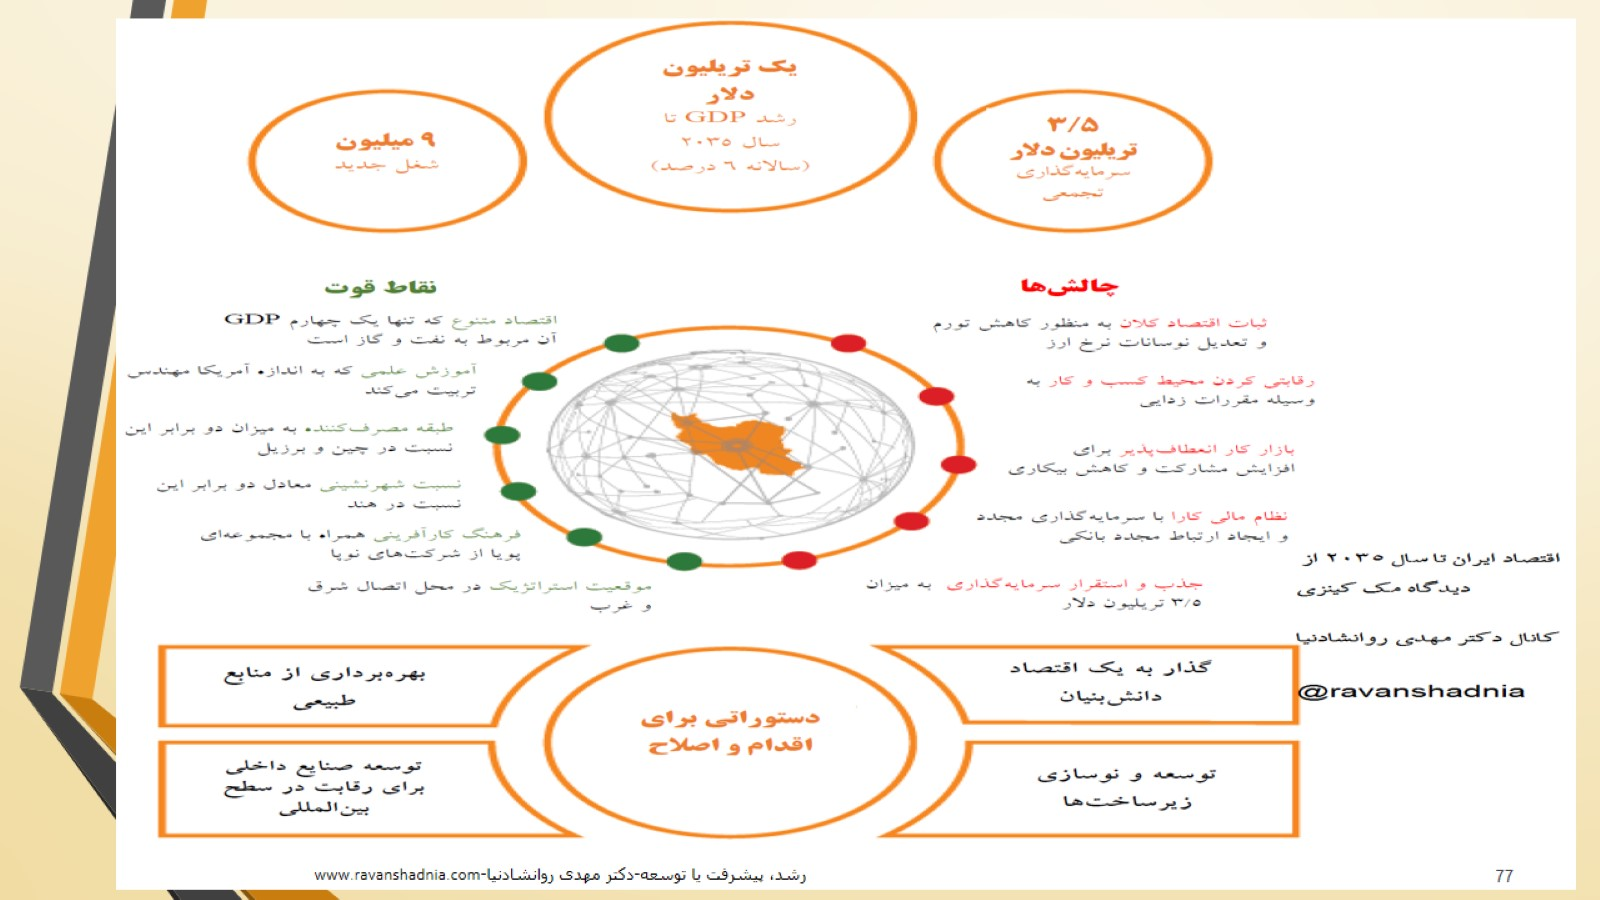 یک تریلیون
دلار
رشد GDP تا
سال ۲۰۳۵
(سالانه ۶ درصد)
۳/۵
تریلیون دلار
سرمایه‌گذاری
تجمعی
۹ میلیون
شغل جدید
چالش‌ها
ثبات اقتصاد کلان به منظور کاهش تورم
و تعدیل نوسانات نرخ ارز
رقابتی کردن محیط کسب و کار به
وسیله مقررات زدایی
بازار کار انعطاف‌پذیر برای
افزایش مشارکت و کاهش بیکاری
نظام مالی کارا با سرمایه‌گذاری مجدد
و ایجاد ارتباط مجدد بانکی
جذب و استقرار سرمایه‌گذاری به میزان
۳/۵ تریلیون دلار
نقاط قوت
اقتصاد متنوع که تنها یک چهارم GDP
آن مربوط به نفت و گاز است
آموزش علمی که به اندازه آمریکا مهندس
تربیت می‌کند
طبقه مصرف‌کننده به میزان دو برابر این
نسبت در چین و برزیل
نسبت شهرنشینی معادل دو برابر این
نسبت در هند
فرهنگ کارآفرینی همراه با مجموعه‌ای
پویا از شرکت‌های نوپا
موقعیت استراتژیک در محل اتصال شرق
و غرب
اقتصاد ایران تا سال ۲۰۳۵ از
دیدگاه مک کینزی
کانال دکتر مهدی روانشادنیا
@ravanshadnia
دستوراتی برای
اقدام و اصلاح
گذار به یک اقتصاد
دانش‌بنیان
بهره‌برداری از منابع
طبیعی
توسعه و نوسازی
زیرساخت‌ها
توسعه صنایع داخلی
برای رقابت در سطح
بین‌المللی
رشد، پیشرفت یا توسعه-دکتر مهدی روانشادنیا-www.ravanshadnia.com
77